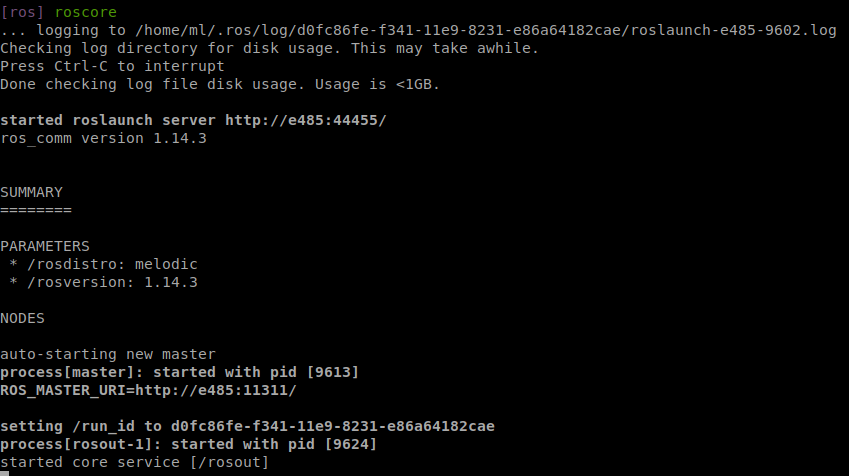 [ros] roscore
... logging to /home/ml/.ros/log/d0fc86fe-f341-11e9-8231-e86a64182cae/roslaunch-e485-9602.log
Checking log directory for disk usage. This may take awhile.
Press Ctrl-C to interrupt
Done checking log file disk usage. Usage is <1GB.

started roslaunch server http://e485:44455/
ros_comm version 1.14.3


SUMMARY
========

PARAMETERS
 * /rosdistro: melodic
 * /rosversion: 1.14.3

NODES

auto-starting new master
process[master]: started with pid [9613]
ROS_MASTER_URI=http://e485:11311/

setting /run_id to d0fc86fe-f341-11e9-8231-e86a64182cae
process[rosout-1]: started with pid [9624]
started core service [/rosout]